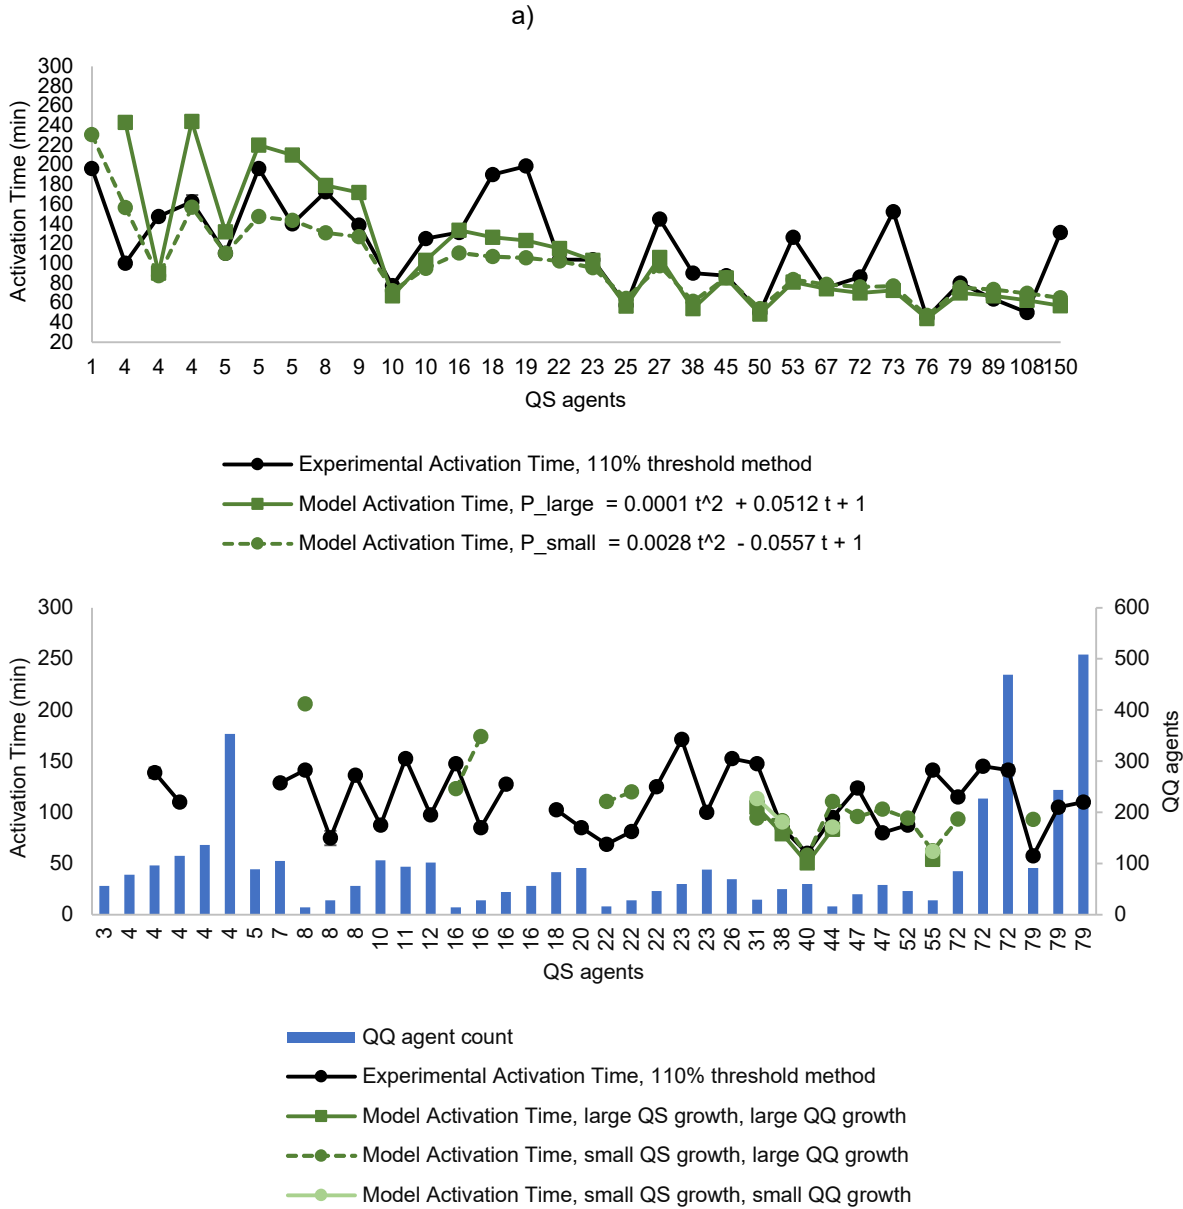 a)
300
280
260
240
220
200
180
160
140
120
100
80
60
40
20
Activation Time (min)
1 4 4 4 5 5 5 8 9 10 10 16 18 19 22 23 25 27 38 45 50 53 67 72 73 76 79 89 108 150
QS agents
Experimental Activation Time, 110% threshold method
Model Activation Time, P_large = 0.0001 t^2 + 0.0512 t + 1
Model Activation Time, P_small = 0.0028 t^2 - 0.0557 t + 1
300
250
200
150
100
50
0
Activation Time (min)
600
500
400
300
200
100
0
QQ agents
3 4 4 4 4 4 5 7 8 8 8 10 11 12 16 16 16 16 18 20 22 22 22 23 23 26 31 38 40 44 47 47 52 55 72 72 72 79 79 79
QS agents
QQ agent count
Experimental Activation Time, 110% threshold method
Model Activation Time, large QS growth, large QQ growth
Model Activation Time, small QS growth, large QQ growth
Model Activation Time, small QS growth, small QQ growth